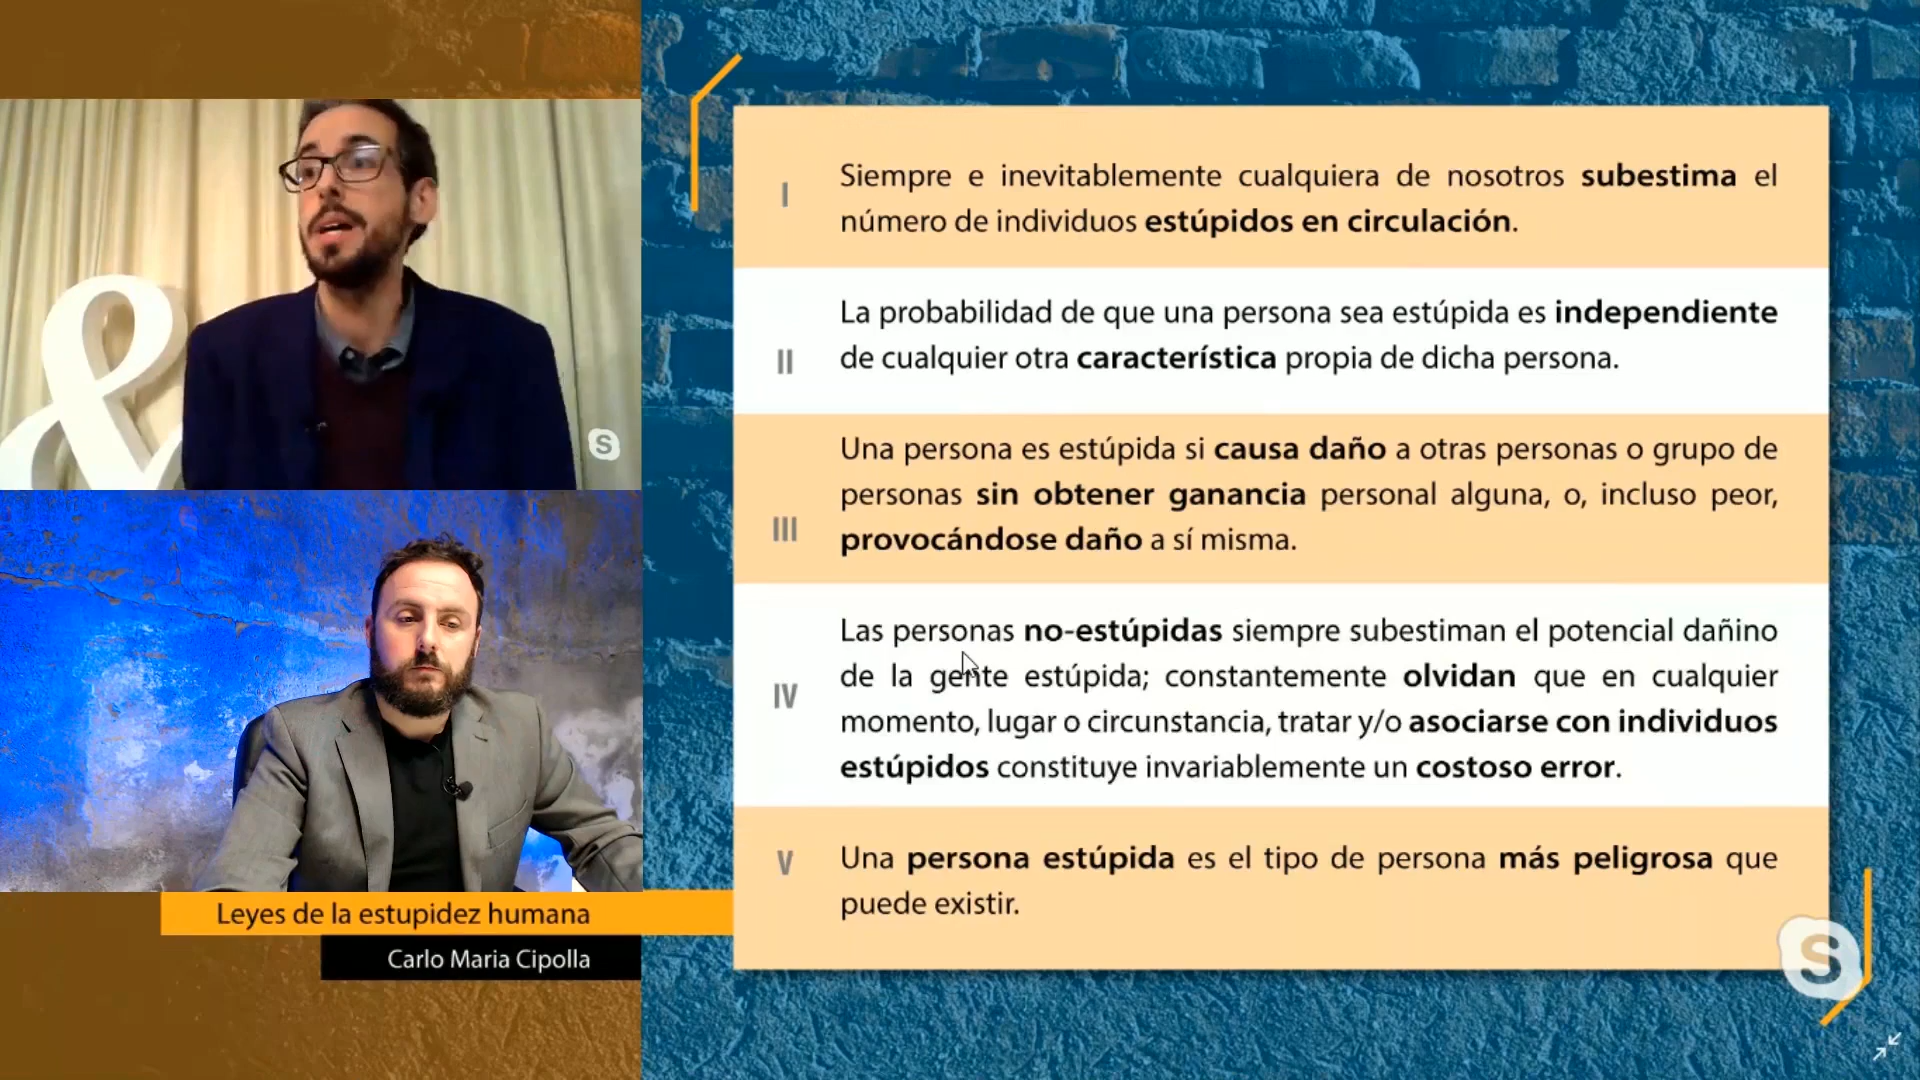 I
Siempre e inevitablemente cualquiera de nosotros subestima el
número de individuos estúpidos en circulación.
II
La probabilidad de que una persona sea estúpida es independiente
de cualquier otra característica propia de dicha persona.
III
Una persona es estúpida si causa daño a otras personas o grupo de
personas sin obtener ganancia personal alguna, o, incluso peor,
provocándose daño a sí misma.
IV
Las personas no-estúpidas siempre subestiman el potencial dañino
de la gente estúpida; constantemente olvidan que en cualquier
momento, lugar o circunstancia, tratar y/o asociarse con individuos
estúpidos constituye invariablemente un costoso error.
V
Una persona estúpida es el tipo de persona más peligrosa que
puede existir.
Leyes de la estupidez humana
Carlo Maria Cipolla
&
S
S